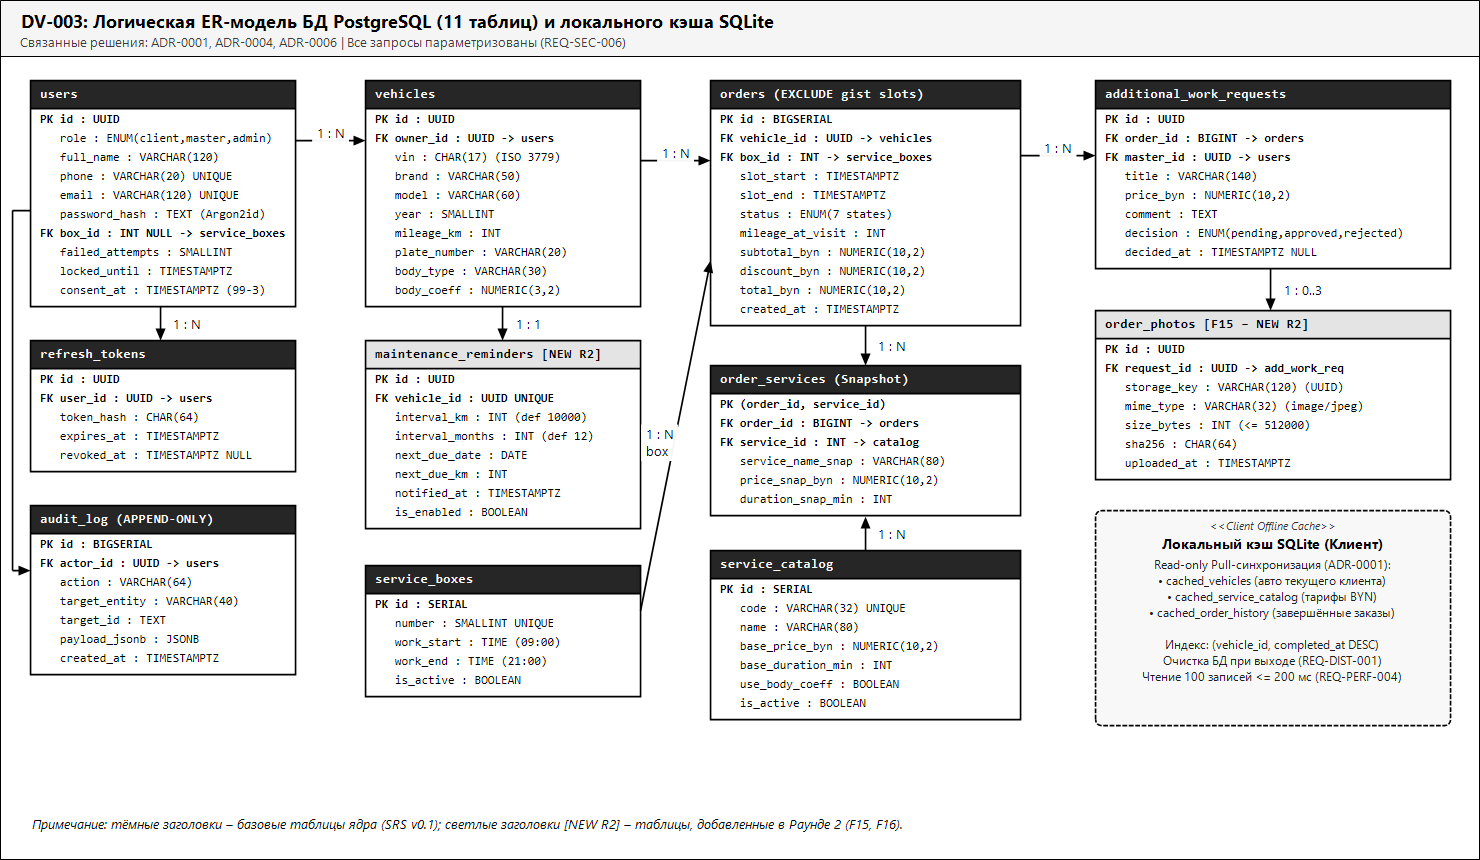 DV-003: Логическая ER-модель БД PostgreSQL (11 таблиц) и локального кэша SQLite
Связанные решения: ADR-0001, ADR-0004, ADR-0006 | Все запросы параметризованы (REQ-SEC-006)
users
PK id : UUID
role : ENUM(client,master,admin)
full_name : VARCHAR(120)
phone : VARCHAR(20) UNIQUE
email : VARCHAR(120) UNIQUE
password_hash : TEXT (Argon2id)
FK box_id : INT NULL -> service_boxes
failed_attempts : SMALLINT
locked_until : TIMESTAMPTZ
consent_at : TIMESTAMPTZ (99-З)
1 : N
1 : N
refresh_tokens
PK id : UUID
FK user_id : UUID -> users
token_hash : CHAR(64)
expires_at : TIMESTAMPTZ
revoked_at : TIMESTAMPTZ NULL
audit_log (APPEND-ONLY)
PK id : BIGSERIAL
FK actor_id : UUID -> users
action : VARCHAR(64)
target_entity : VARCHAR(40)
target_id : TEXT
payload_jsonb : JSONB
created_at : TIMESTAMPTZ
vehicles
PK id : UUID
FK owner_id : UUID -> users
vin : CHAR(17) (ISO 3779)
brand : VARCHAR(50)
model : VARCHAR(60)
year : SMALLINT
mileage_km : INT
plate_number : VARCHAR(20)
body_type : VARCHAR(30)
body_coeff : NUMERIC(3,2)
1 : N
1 : 1
maintenance_reminders [NEW R2]
PK id : UUID
FK vehicle_id : UUID UNIQUE
interval_km : INT (def 10000)
interval_months : INT (def 12)
next_due_date : DATE
next_due_km : INT
notified_at : TIMESTAMPTZ
is_enabled : BOOLEAN
1 : N
box
service_boxes
PK id : SERIAL
number : SMALLINT UNIQUE
work_start : TIME (09:00)
work_end : TIME (21:00)
is_active : BOOLEAN
orders (EXCLUDE gist slots)
PK id : BIGSERIAL
FK vehicle_id : UUID -> vehicles
FK box_id : INT -> service_boxes
slot_start : TIMESTAMPTZ
slot_end : TIMESTAMPTZ
status : ENUM(7 states)
mileage_at_visit : INT
subtotal_byn : NUMERIC(10,2)
discount_byn : NUMERIC(10,2)
total_byn : NUMERIC(10,2)
created_at : TIMESTAMPTZ
1 : N
1 : N
order_services (Snapshot)
PK (order_id, service_id)
FK order_id : BIGINT -> orders
FK service_id : INT -> catalog
service_name_snap : VARCHAR(80)
price_snap_byn : NUMERIC(10,2)
duration_snap_min : INT
1 : N
service_catalog
PK id : SERIAL
code : VARCHAR(32) UNIQUE
name : VARCHAR(80)
base_price_byn : NUMERIC(10,2)
base_duration_min : INT
use_body_coeff : BOOLEAN
is_active : BOOLEAN
additional_work_requests
PK id : UUID
FK order_id : BIGINT -> orders
FK master_id : UUID -> users
title : VARCHAR(140)
price_byn : NUMERIC(10,2)
comment : TEXT
decision : ENUM(pending,approved,rejected)
decided_at : TIMESTAMPTZ NULL
1 : 0..3
order_photos [F15 – NEW R2]
PK id : UUID
FK request_id : UUID -> add_work_req
storage_key : VARCHAR(120) (UUID)
mime_type : VARCHAR(32) (image/jpeg)
size_bytes : INT (<= 512000)
sha256 : CHAR(64)
uploaded_at : TIMESTAMPTZ
<<Client Offline Cache>>
Локальный кэш SQLite (Клиент)
Read-only Pull-синхронизация (ADR-0001):
• cached_vehicles (авто текущего клиента)
• cached_service_catalog (тарифы BYN)
• cached_order_history (завершённые заказы)
Индекс: (vehicle_id, completed_at DESC)
Очистка БД при выходе (REQ-DIST-001)
Чтение 100 записей <= 200 мс (REQ-PERF-004)
Примечание: тёмные заголовки – базовые таблицы ядра (SRS v0.1); светлые заголовки [NEW R2] – таблицы, добавленные в Раунде 2 (F15, F16).